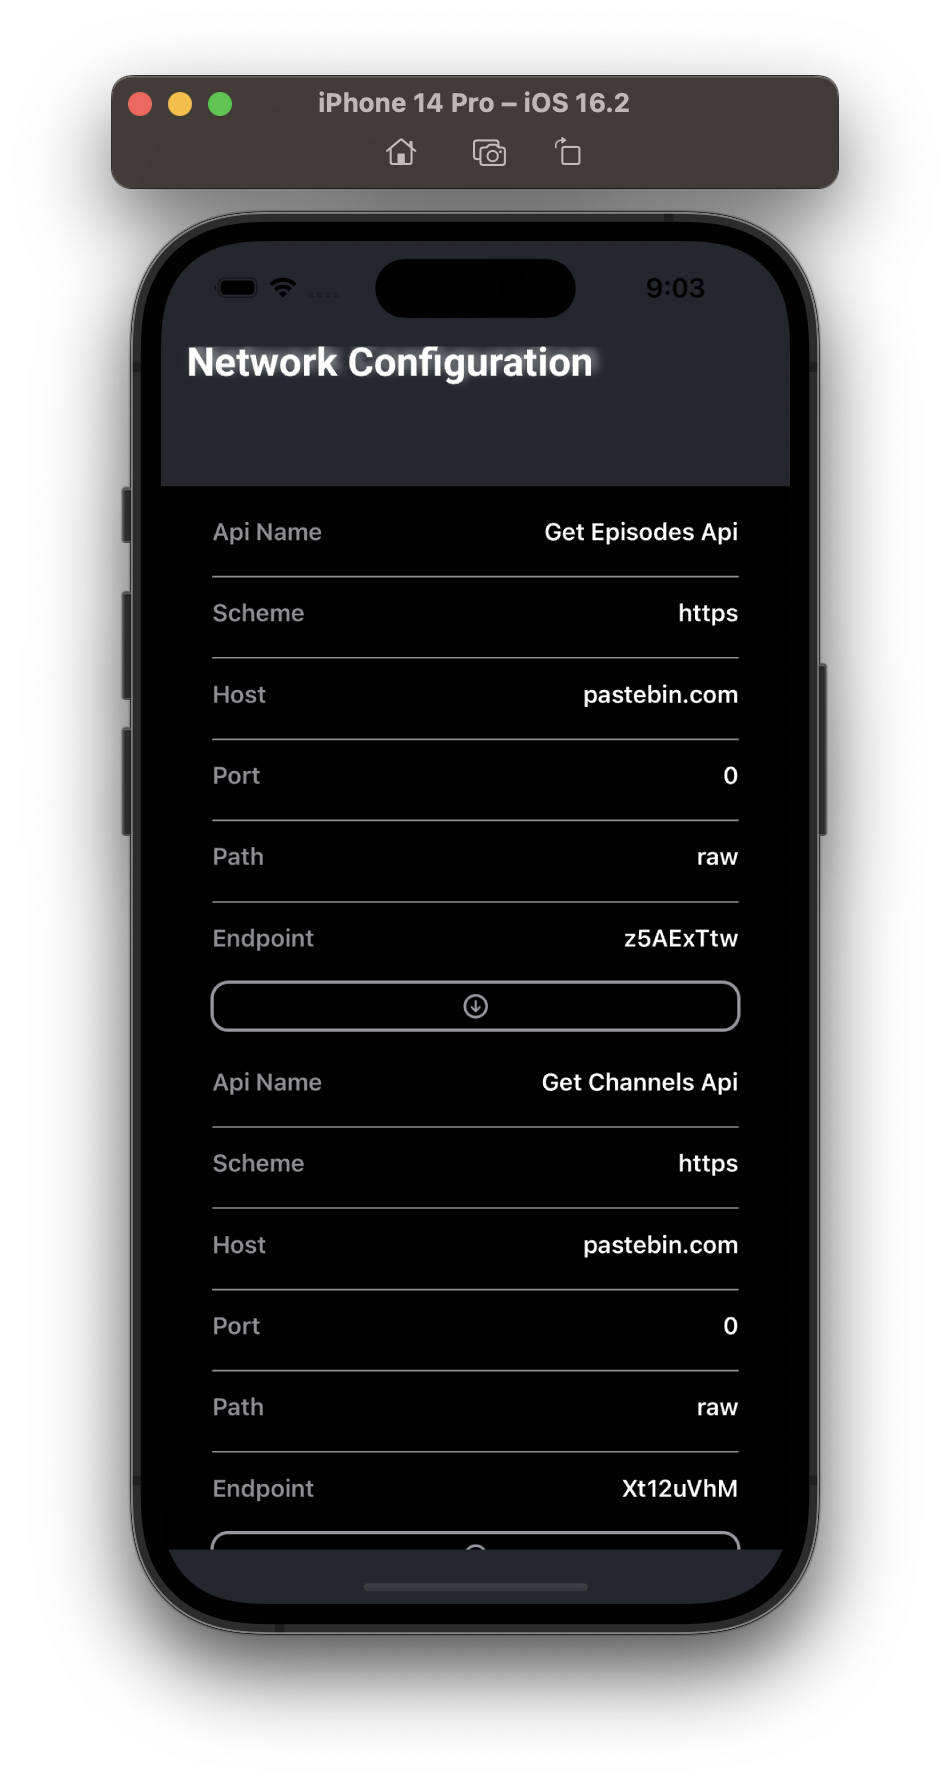 iPhone 14 Pro – iOS 16.2
9:03
Network Configuration
Api Name Get Episodes Api
Scheme https
Host pastebin.com
Port 0
Path raw
Endpoint z5AExTtw
Api Name Get Channels Api
Scheme https
Host pastebin.com
Port 0
Path raw
Endpoint Xt12uVhM